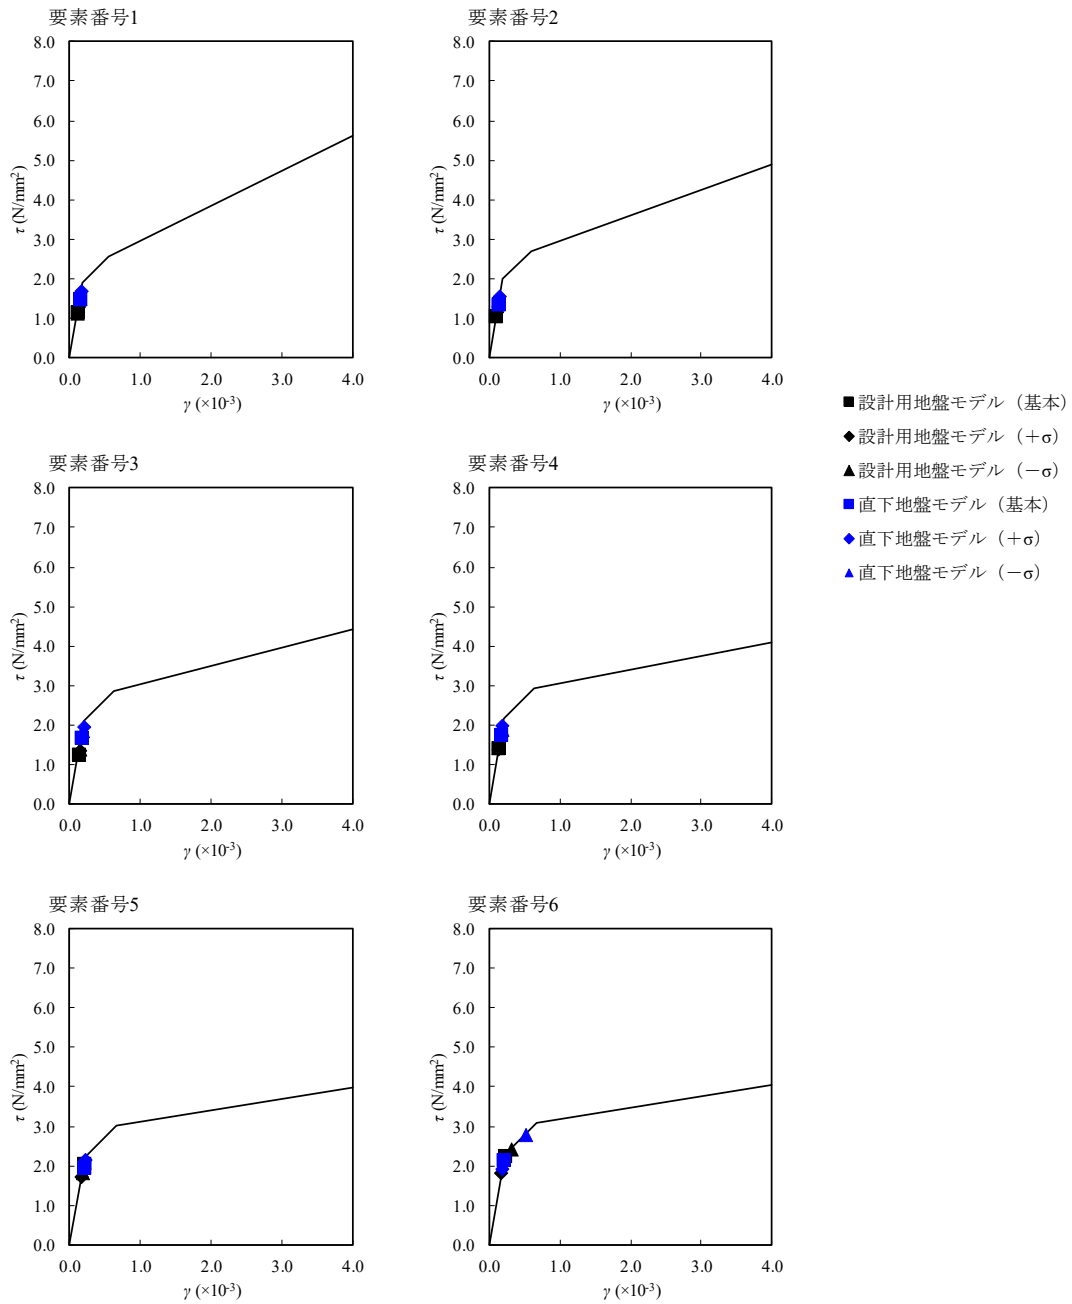 要素番号1
8.0
7.0
6.0
5.0
4.0
3.0
2.0
1.0
0.0
τ (N/mm²)
0.0 1.0 2.0 3.0 4.0
γ (×10⁻³)
要素番号2
8.0
7.0
6.0
5.0
4.0
3.0
2.0
1.0
0.0
τ (N/mm²)
0.0 1.0 2.0 3.0 4.0
γ (×10⁻³)
設計用地盤モデル（基本）
設計用地盤モデル（＋σ）
設計用地盤モデル（－σ）
直下地盤モデル（基本）
直下地盤モデル（＋σ）
直下地盤モデル（－σ）
要素番号3
8.0
7.0
6.0
5.0
4.0
3.0
2.0
1.0
0.0
τ (N/mm²)
0.0 1.0 2.0 3.0 4.0
γ (×10⁻³)
要素番号4
8.0
7.0
6.0
5.0
4.0
3.0
2.0
1.0
0.0
τ (N/mm²)
0.0 1.0 2.0 3.0 4.0
γ (×10⁻³)
要素番号5
8.0
7.0
6.0
5.0
4.0
3.0
2.0
1.0
0.0
τ (N/mm²)
0.0 1.0 2.0 3.0 4.0
γ (×10⁻³)
要素番号6
8.0
7.0
6.0
5.0
4.0
3.0
2.0
1.0
0.0
τ (N/mm²)
0.0 1.0 2.0 3.0 4.0
γ (×10⁻³)